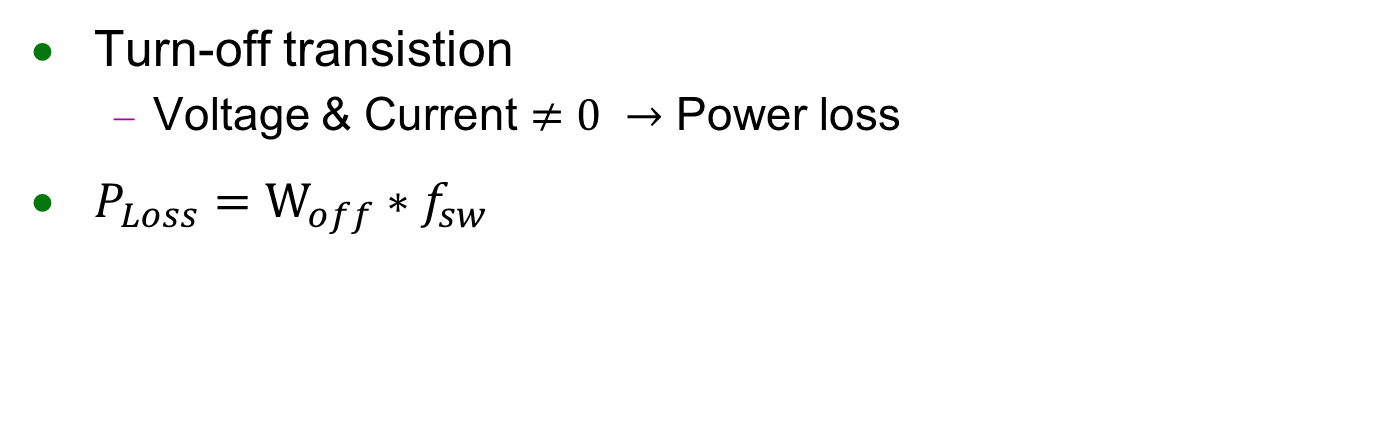 • Turn-off transistion
– Voltage & Current ≠ 0 → Power loss
• P_Loss = W_off * f_sw